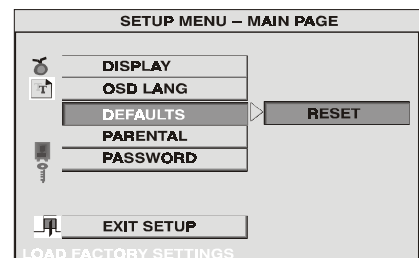 SETUP MENU – MAIN PAGE
DISPLAY
T
OSD LANG
DEFAULTS
RESET
PARENTAL
PASSWORD
EXIT SETUP
LOAD FACTORY SETTINGS